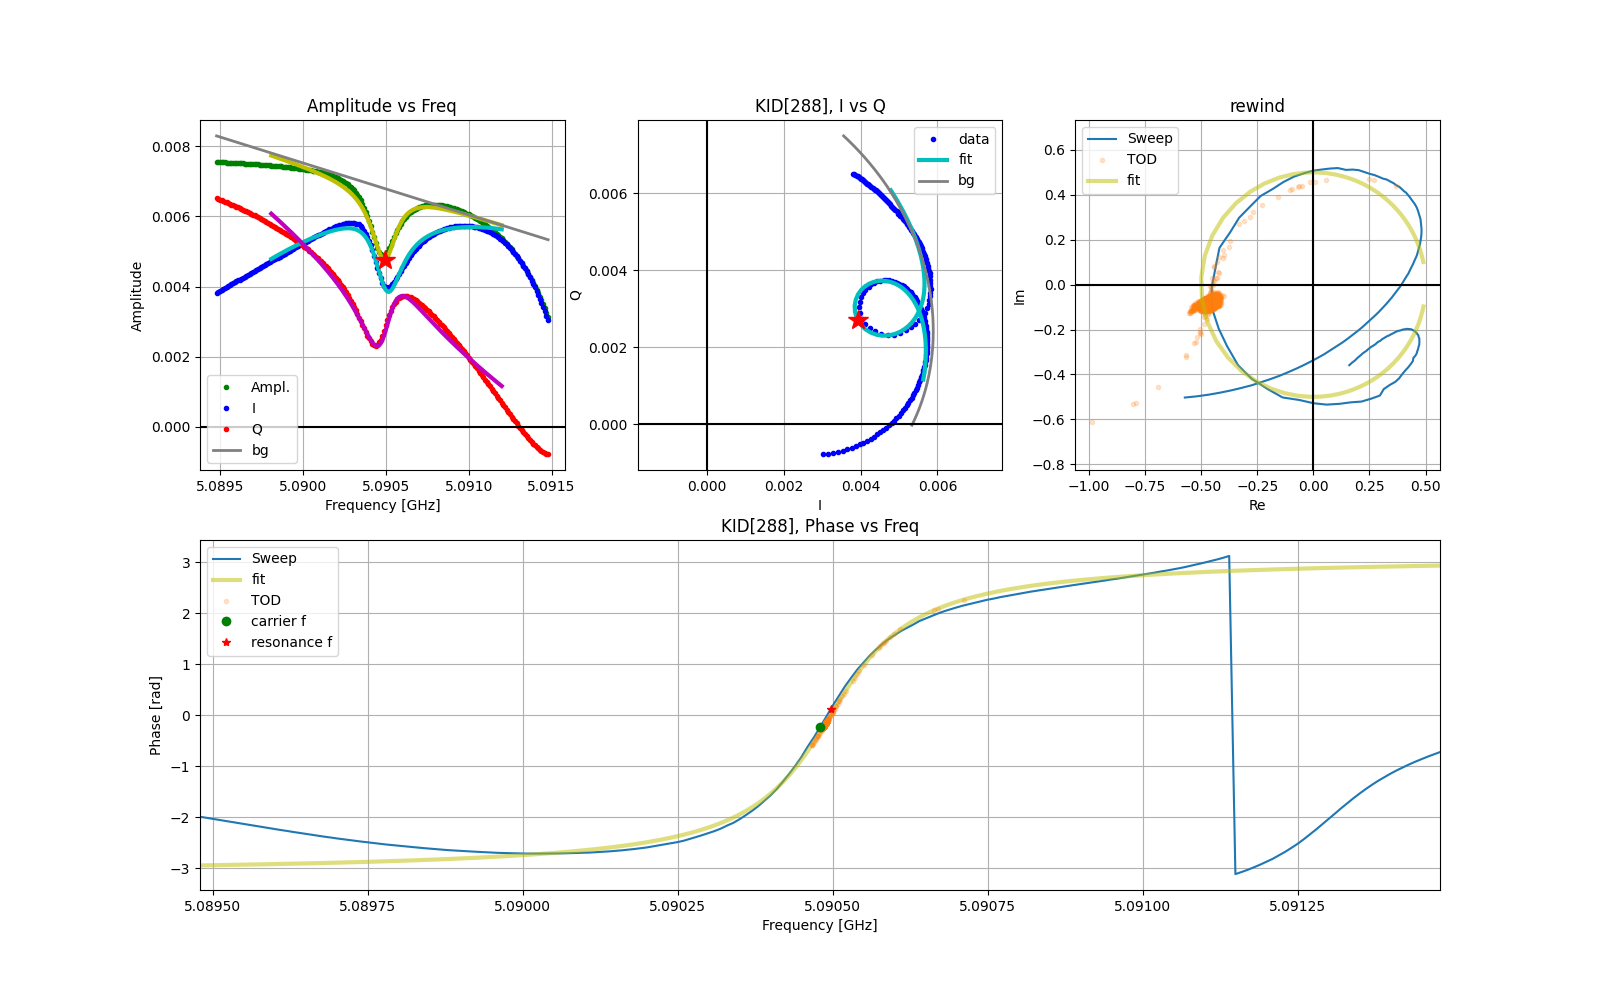 Amplitude vs Freq
Amplitude
0.008
0.006
0.004
0.002
0.000
Ampl.
I
Q
bg
5.0895 5.0900 5.0905 5.0910 5.0915
Frequency [GHz]
KID[288], I vs Q
Q
0.006
0.004
0.002
0.000
data
fit
bg
0.000 0.002 0.004 0.006
I
rewind
Im
0.6
0.4
0.2
0.0
−0.2
−0.4
−0.6
−0.8
Sweep
TOD
fit
−1.00 −0.75 −0.50 −0.25 0.00 0.25 0.50
Re
KID[288], Phase vs Freq
Phase [rad]
3
2
1
0
−1
−2
−3
Sweep
fit
TOD
carrier f
resonance f
5.08950 5.08975 5.09000 5.09025 5.09050 5.09075 5.09100 5.09125
Frequency [GHz]